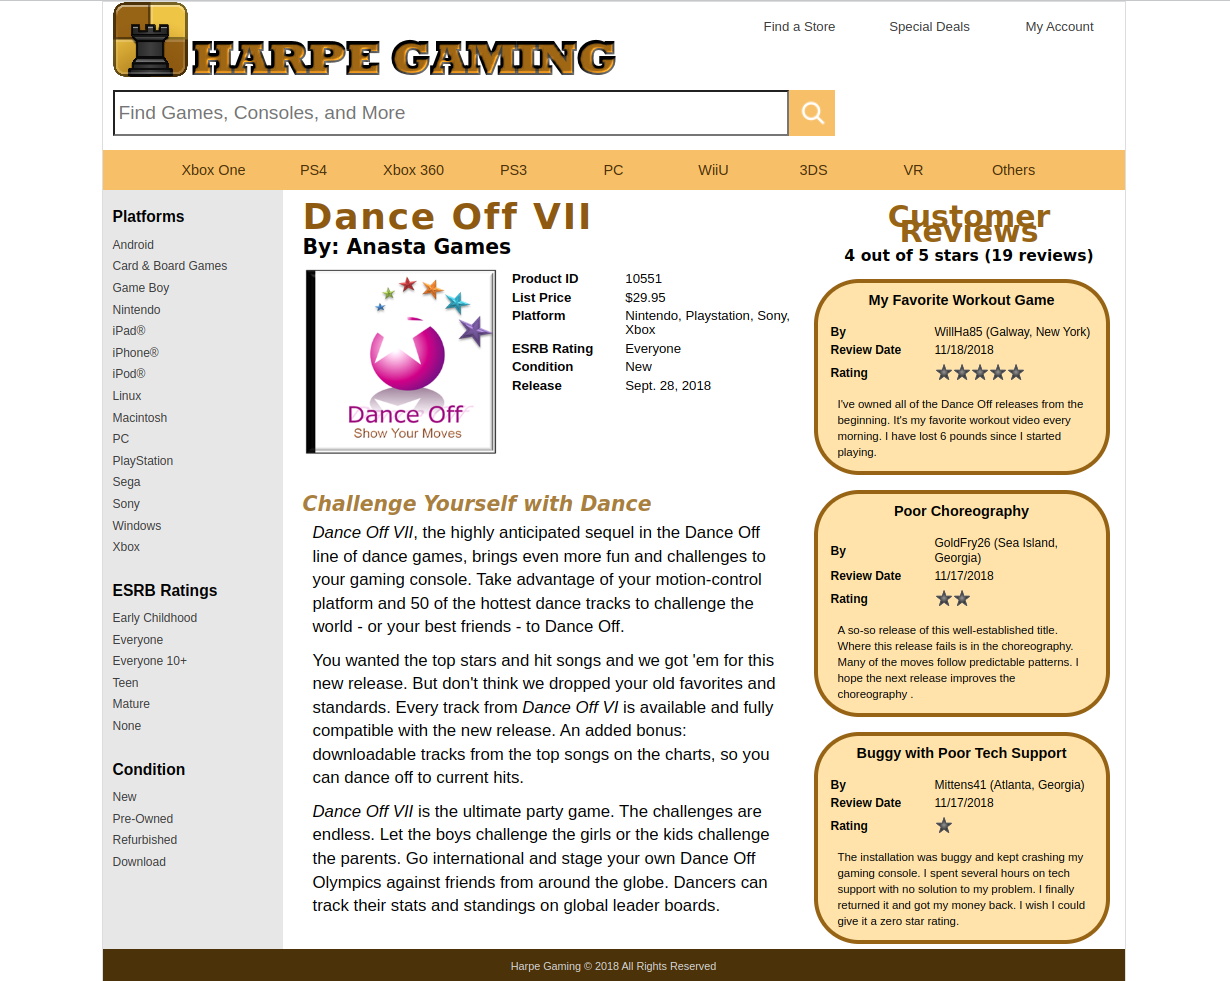 HARPE GAMING
Find a Store
Special Deals
My Account
Find Games, Consoles, and More
Xbox One
PS4
Xbox 360
PS3
PC
WiiU
3DS
VR
Others
Platforms
Android
Card & Board Games
Game Boy
Nintendo
iPad®
iPhone®
iPod®
Linux
Macintosh
PC
PlayStation
Sega
Sony
Windows
Xbox
ESRB Ratings
Early Childhood
Everyone
Everyone 10+
Teen
Mature
None
Condition
New
Pre-Owned
Refurbished
Download
Dance Off VII
By: Anasta Games
Dance Off
Show Your Moves
Product ID 10551
List Price $29.95
Platform Nintendo, Playstation, Sony,
Xbox
ESRB Rating Everyone
Condition New
Release Sept. 28, 2018
Challenge Yourself with Dance
Dance Off VII, the highly anticipated sequel in the Dance Off
line of dance games, brings even more fun and challenges to
your gaming console. Take advantage of your motion-control
platform and 50 of the hottest dance tracks to challenge the
world - or your best friends - to Dance Off.
You wanted the top stars and hit songs and we got 'em for this
new release. But don't think we dropped your old favorites and
standards. Every track from Dance Off VI is available and fully
compatible with the new release. An added bonus:
downloadable tracks from the top songs on the charts, so you
can dance off to current hits.
Dance Off VII is the ultimate party game. The challenges are
endless. Let the boys challenge the girls or the kids challenge
the parents. Go international and stage your own Dance Off
Olympics against friends from around the globe. Dancers can
track their stats and standings on global leader boards.
Customer
Reviews
4 out of 5 stars (19 reviews)
My Favorite Workout Game
By WillHa85 (Galway, New York)
Review Date 11/18/2018
Rating
I've owned all of the Dance Off releases from the
beginning. It's my favorite workout video every
morning. I have lost 6 pounds since I started
playing.
Poor Choreography
By GoldFry26 (Sea Island,
Georgia)
Review Date 11/17/2018
Rating
A so-so release of this well-established title.
Where this release fails is in the choreography.
Many of the moves follow predictable patterns. I
hope the next release improves the
choreography .
Buggy with Poor Tech Support
By Mittens41 (Atlanta, Georgia)
Review Date 11/17/2018
Rating
The installation was buggy and kept crashing my
gaming console. I spent several hours on tech
support with no solution to my problem. I finally
returned it and got my money back. I wish I could
give it a zero star rating.
Harpe Gaming © 2018 All Rights Reserved